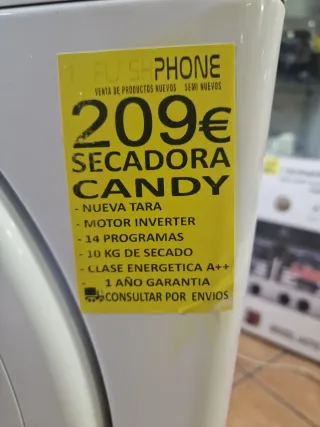 FLASHPHONE
VENTA DE PRODUCTOS NUEVOS SEMI NUEVOS
209€
SECADORA
CANDY
- NUEVA TARA
- MOTOR INVERTER
- 14 PROGRAMAS
- 10 KG DE SECADO
- CLASE ENERGETICA A++
- 1 AÑO GARANTIA
CONSULTAR POR ENVIOS